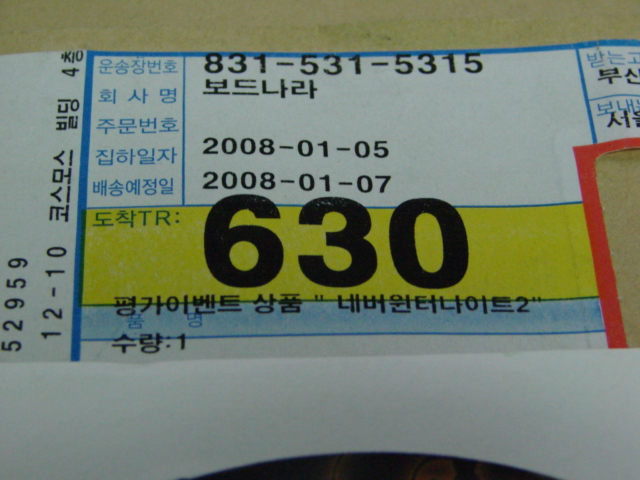 운송장번호 831-531-5315
회 사 명 보드나라
주문번호
집하일자 2008-01-05
배송예정일 2008-01-07
도착TR: 630
평가이벤트 상품 " 네버윈터나이트2"
품 명
수량:1
받는고
부산
보내는
서울
52959
12-10 코스모스 빌딩 4층